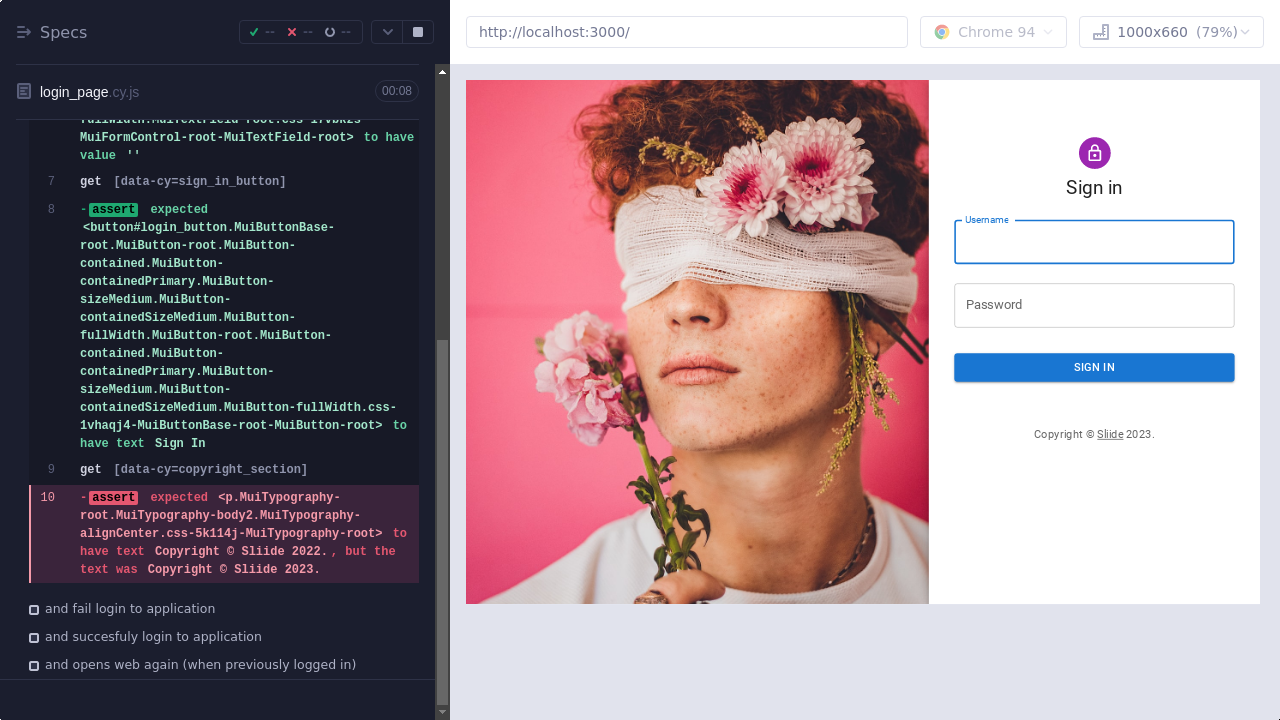 Specs
--
--
--
http://localhost:3000/
Chrome 94
1000x660 (79%)
login_page.cy.js
00:08
MuiFormControl-root-MuiTextField-root> to have
value ''
7 get [data-cy=sign_in_button]
8 -assert expected
<button#login_button.MuiButtonBase-
root.MuiButton-root.MuiButton-
contained.MuiButton-
containedPrimary.MuiButton-
sizeMedium.MuiButton-
containedSizeMedium.MuiButton-
fullWidth.MuiButton-root.MuiButton-
contained.MuiButton-
containedPrimary.MuiButton-
sizeMedium.MuiButton-
containedSizeMedium.MuiButton-fullWidth.css-
1vhaqj4-MuiButtonBase-root-MuiButton-root> to
have text Sign In
9 get [data-cy=copyright_section]
10 -assert expected <p.MuiTypography-
root.MuiTypography-body2.MuiTypography-
alignCenter.css-5k114j-MuiTypography-root> to
have text Copyright © Sliide 2022. , but the
text was Copyright © Sliide 2023.
and fail login to application
and succesfuly login to application
and opens web again (when previously logged in)
Sign in
Username
Password
SIGN IN
Copyright © Sliide 2023.